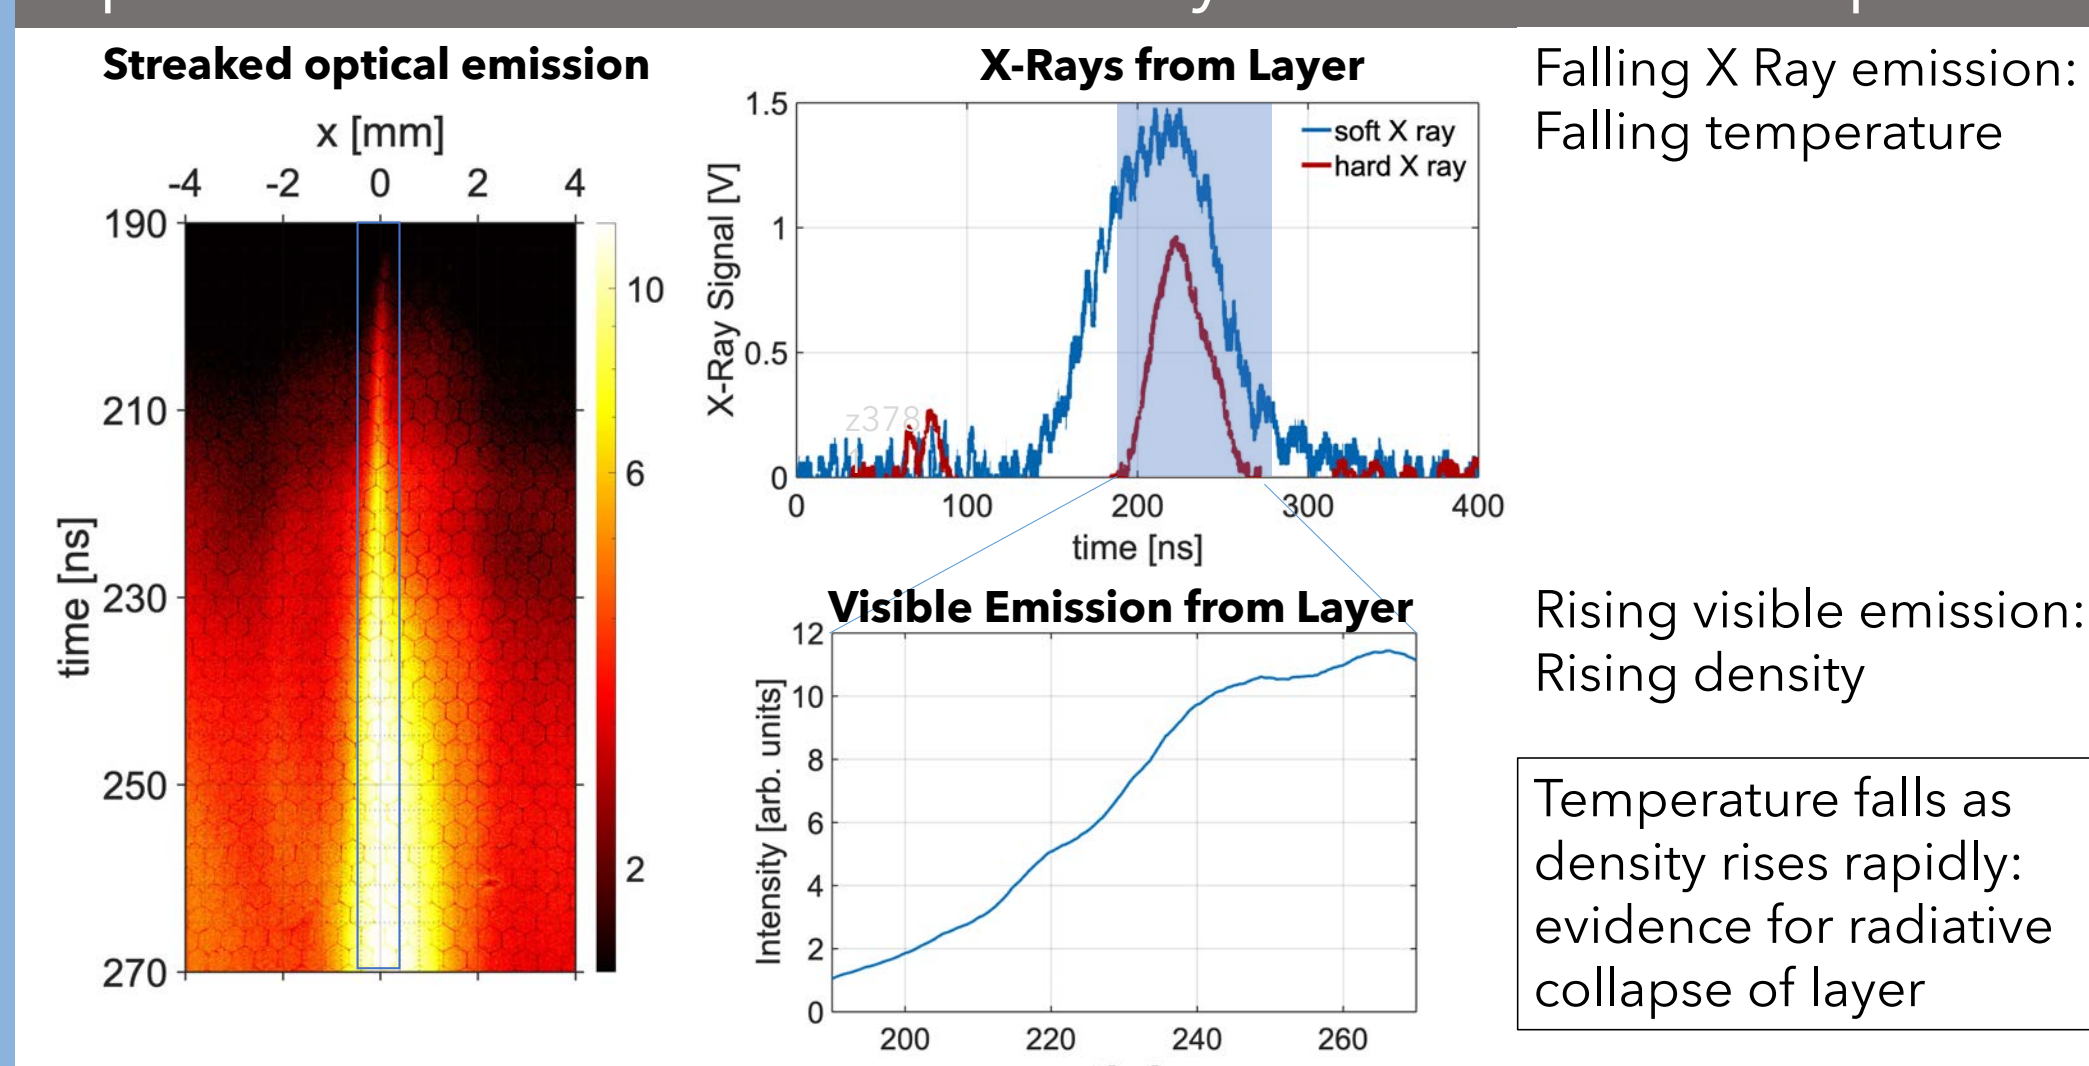 Streaked optical emission
x [mm]
-4 -2 0 2 4
190
210
230
250
270
time [ns]
10
6
2
X-Rays from Layer
1.5
1
0.5
0
X-Ray Signal [V]
soft X ray
hard X ray
z378
0 100 200 300 400
time [ns]
Visible Emission from Layer
12
10
8
6
4
2
0
Intensity [arb. units]
200 220 240 260
Falling X Ray emission:
Falling temperature
Rising visible emission:
Rising density
Temperature falls as
density rises rapidly:
evidence for radiative
collapse of layer